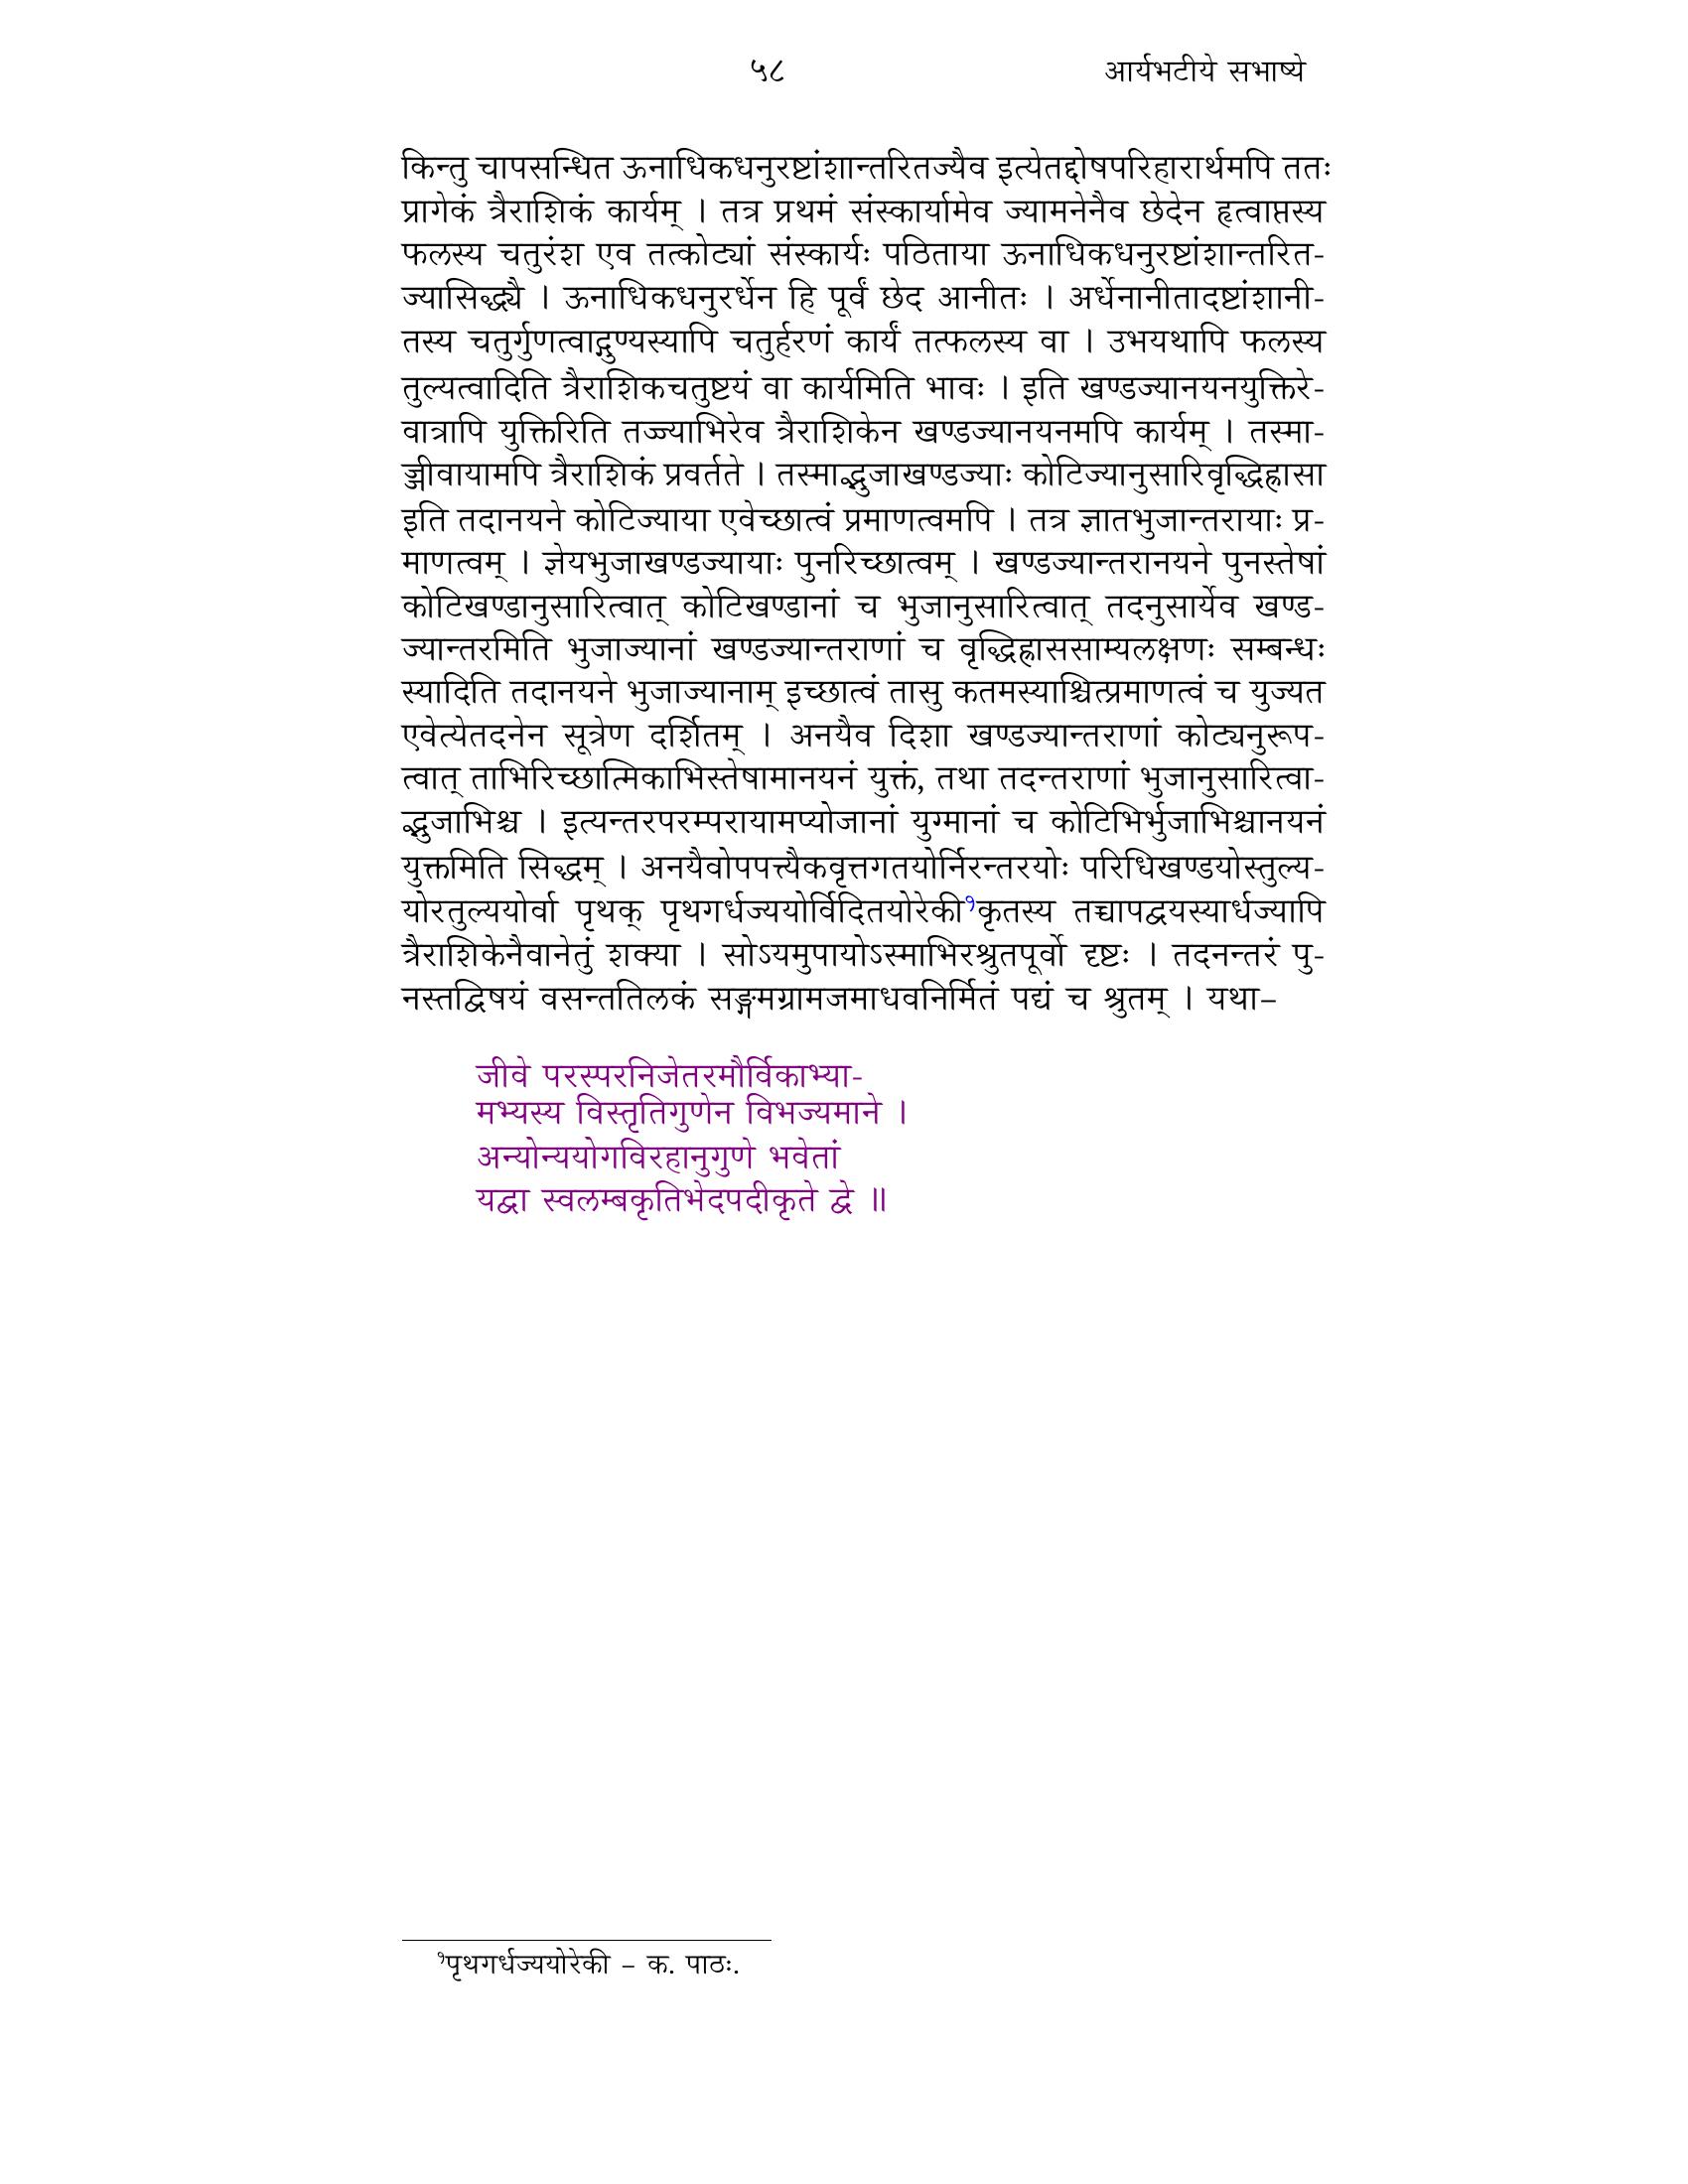 ५८ आर्यभटीये सभाष्ये
किन्तु चापसन्धित ऊनाधिकधनुरष्टांशान्तरितज्यैव इत्येतद्दोषपरिहारार्थमपि ततः
प्रागेकं त्रैराशिकं कार्यम् । तत्र प्रथमं संस्कार्यामेव ज्यामनेनैव छेदेन हृत्वाप्तस्य
फलस्य चतुरंश एव तत्कोट्यां संस्कार्यः पठिताया ऊनाधिकधनुरष्टांशान्तरित-
ज्यासिद्ध्यै । ऊनाधिकधनुरर्धेन हि पूर्वं छेद आनीतः । अर्धेनानीतादष्टांशानी-
तस्य चतुर्गुणत्वाद्गुण्यस्यापि चतुर्हरणं कार्यं तत्फलस्य वा । उभयथापि फलस्य
तुल्यत्वादिति त्रैराशिकचतुष्टयं वा कार्यमिति भावः । इति खण्डज्यानयनयुक्तिरे-
वात्रापि युक्तिरिति तज्ज्याभिरेव त्रैराशिकेन खण्डज्यानयनमपि कार्यम् । तस्मा-
ज्जीवायामपि त्रैराशिकं प्रवर्तते । तस्माद्भुजाखण्डज्याः कोटिज्यानुसारिवृद्धिह्रासा
इति तदानयने कोटिज्याया एवेच्छात्वं प्रमाणत्वमपि । तत्र ज्ञातभुजान्तरायाः प्र-
माणत्वम् । ज्ञेयभुजाखण्डज्यायाः पुनरिच्छात्वम् । खण्डज्यान्तरानयने पुनस्तेषां
कोटिखण्डानुसारित्वात् कोटिखण्डानां च भुजानुसारित्वात् तदनुसार्येव खण्ड-
ज्यान्तरमिति भुजाज्यानां खण्डज्यान्तराणां च वृद्धिह्राससाम्यलक्षणः सम्बन्धः
स्यादिति तदानयने भुजाज्यानाम् इच्छात्वं तासु कतमस्याश्चित्प्रमाणत्वं च युज्यत
एवेत्येतदनेन सूत्रेण दर्शितम् । अनयैव दिशा खण्डज्यान्तराणां कोट्यनुरूप-
त्वात् ताभिरिच्छात्मिकाभिस्तेषामानयनं युक्तं, तथा तदन्तराणां भुजानुसारित्वा-
द्भुजाभिश्च । इत्यन्तरपरम्परायामप्योजानां युग्मानां च कोटिभिर्भुजाभिश्चानयनं
युक्तमिति सिद्धम् । अनयैवोपपत्त्यैकवृत्तगतयोर्निरन्तरयोः परिधिखण्डयोस्तुल्य-
योरतुल्ययोर्वा पृथक् पृथगर्धज्ययोर्विदितयोरेकी१कृतस्य तच्चापद्वयस्यार्धज्यापि
त्रैराशिकेनैवानेतुं शक्या । सोऽयमुपायोऽस्माभिरश्रुतपूर्वो दृष्टः । तदनन्तरं पु-
नस्तद्विषयं वसन्ततिलकं सङ्गमग्रामजमाधवनिर्मितं पद्यं च श्रुतम् । यथा–
जीवे परस्परनिजेतरमौर्विकाभ्या-
मभ्यस्य विस्तृतिगुणेन विभज्यमाने ।
अन्योन्ययोगविरहानुगुणे भवेतां
यद्वा स्वलम्बकृतिभेदपदीकृते द्वे ॥
१पृथगर्धज्ययोरेकी – क. पाठः.